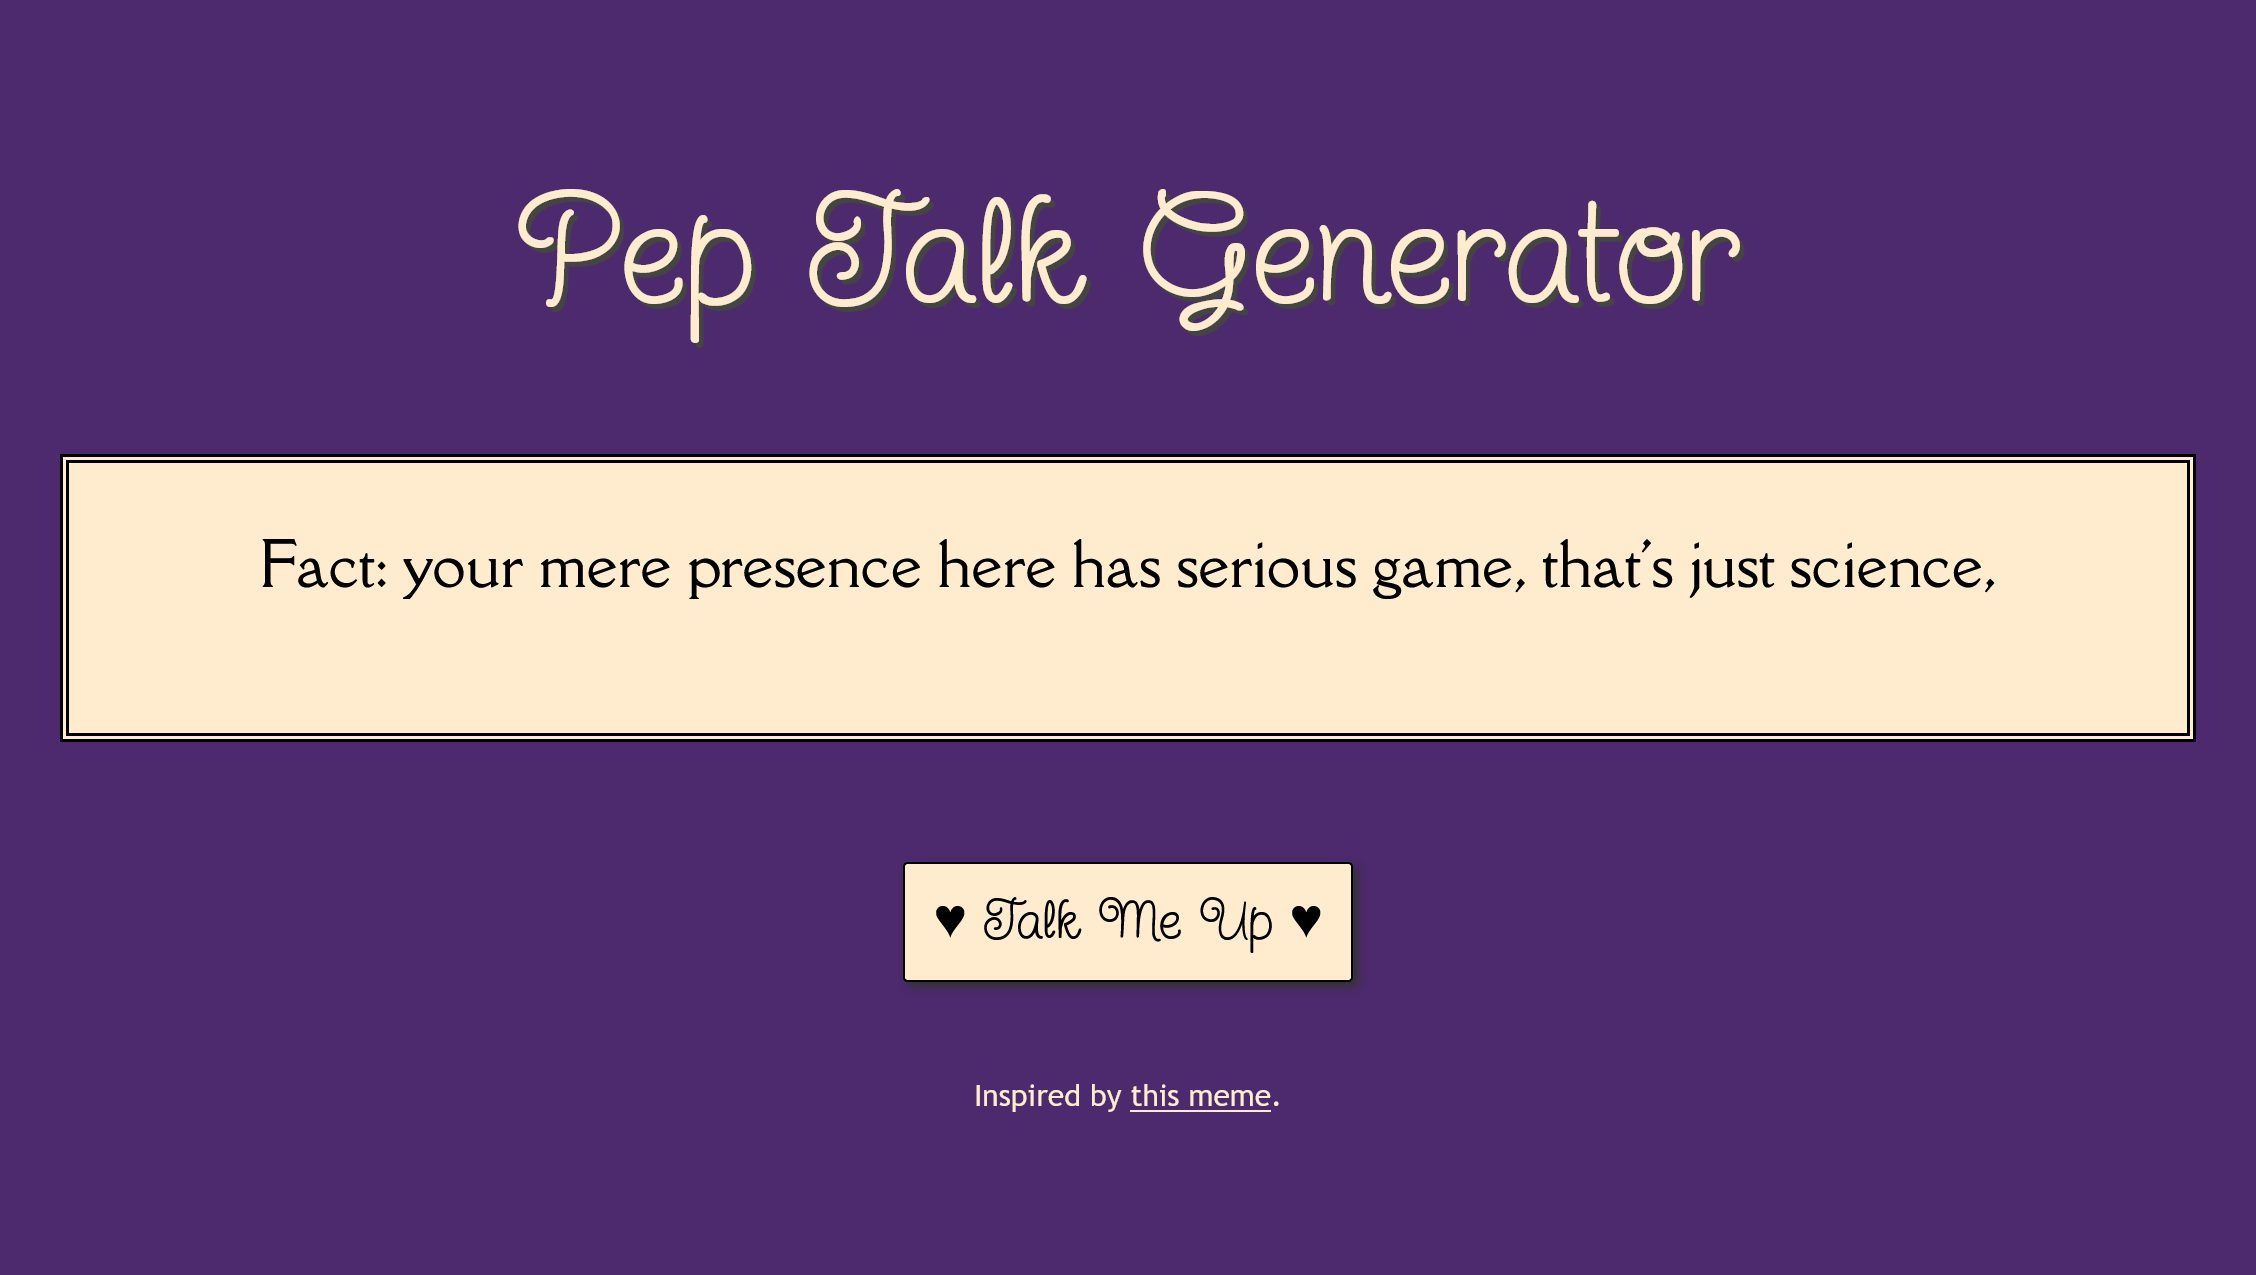 Pep Talk Generator
Fact: your mere presence here has serious game, that's just science,
♥ Talk Me Up ♥
Inspired by this meme.